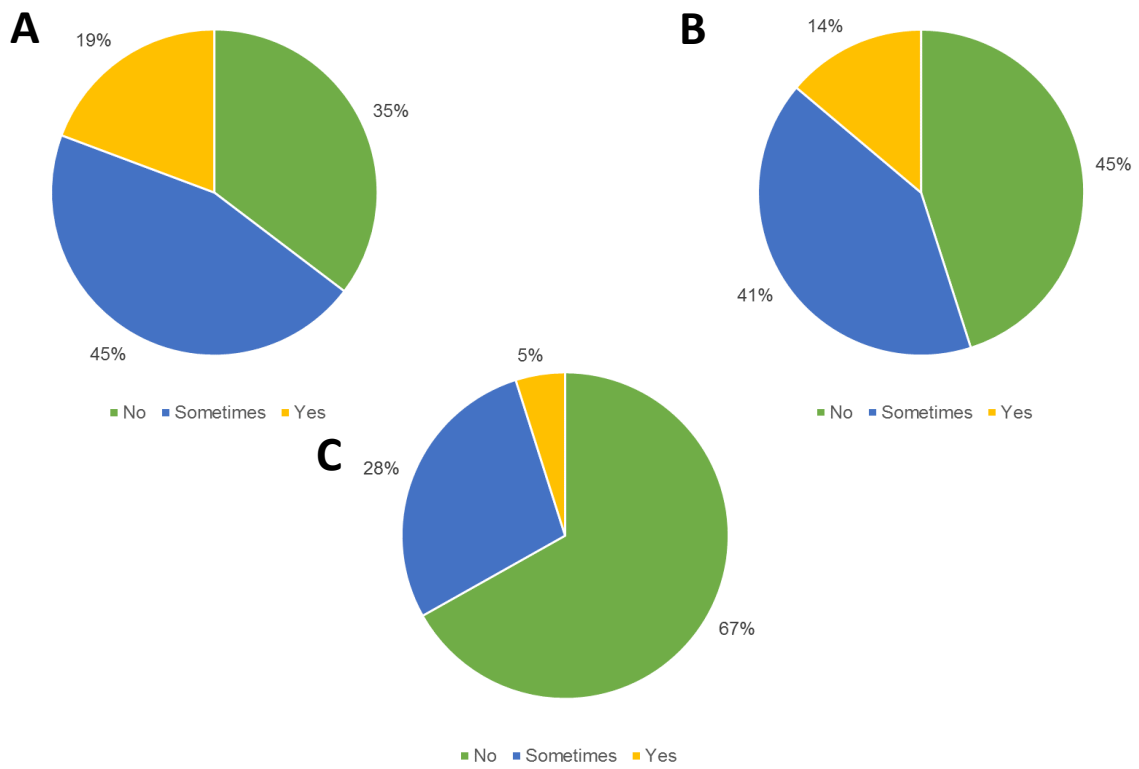 A
19%
35%
45%
No Sometimes Yes
B
14%
45%
41%
No Sometimes Yes
C
5%
28%
67%
No Sometimes Yes